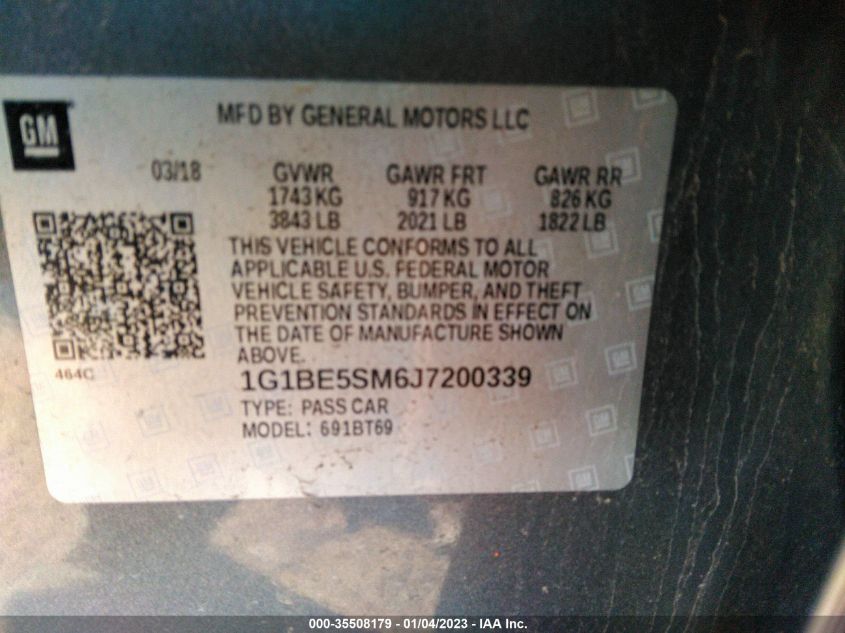 GM
MFD BY GENERAL MOTORS LLC
03/18 GVWR GAWR FRT GAWR RR
1743 KG 917 KG 826 KG
3843 LB 2021 LB 1822 LB
THIS VEHICLE CONFORMS TO ALL
APPLICABLE U.S. FEDERAL MOTOR
VEHICLE SAFETY, BUMPER, AND THEFT
PREVENTION STANDARDS IN EFFECT ON
THE DATE OF MANUFACTURE SHOWN
ABOVE.
464C
1G1BE5SM6J7200339
TYPE: PASS CAR
MODEL: 691BT69
000-35508179 - 01/04/2023 - IAA Inc.